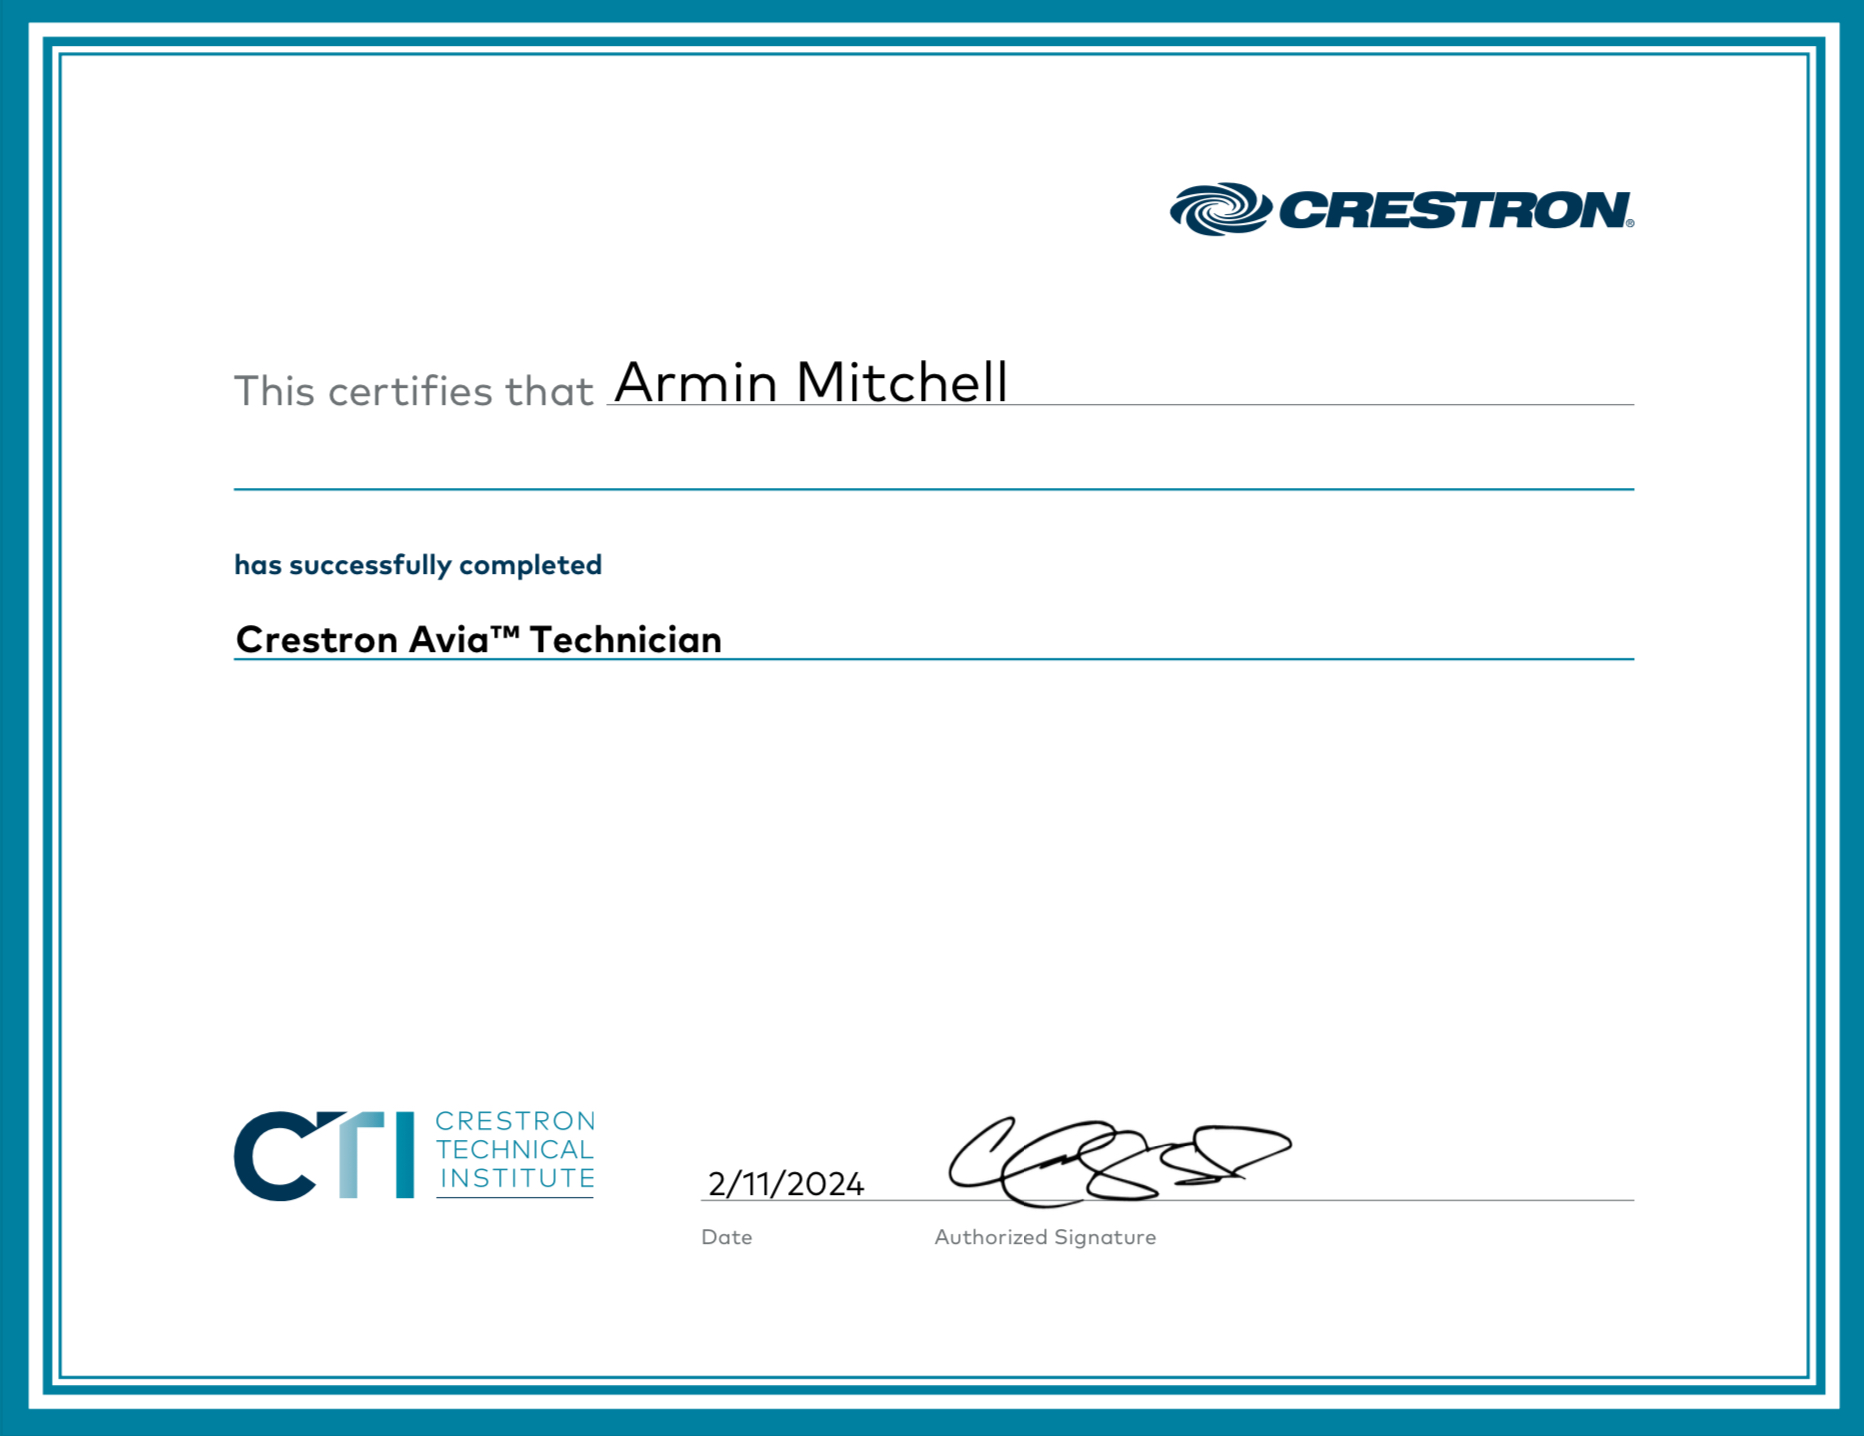 CRESTRON®
This certifies that Armin Mitchell
has successfully completed
Crestron Avia™ Technician
CTI
CRESTRON
TECHNICAL
INSTITUTE
2/11/2024
Date
Authorized Signature